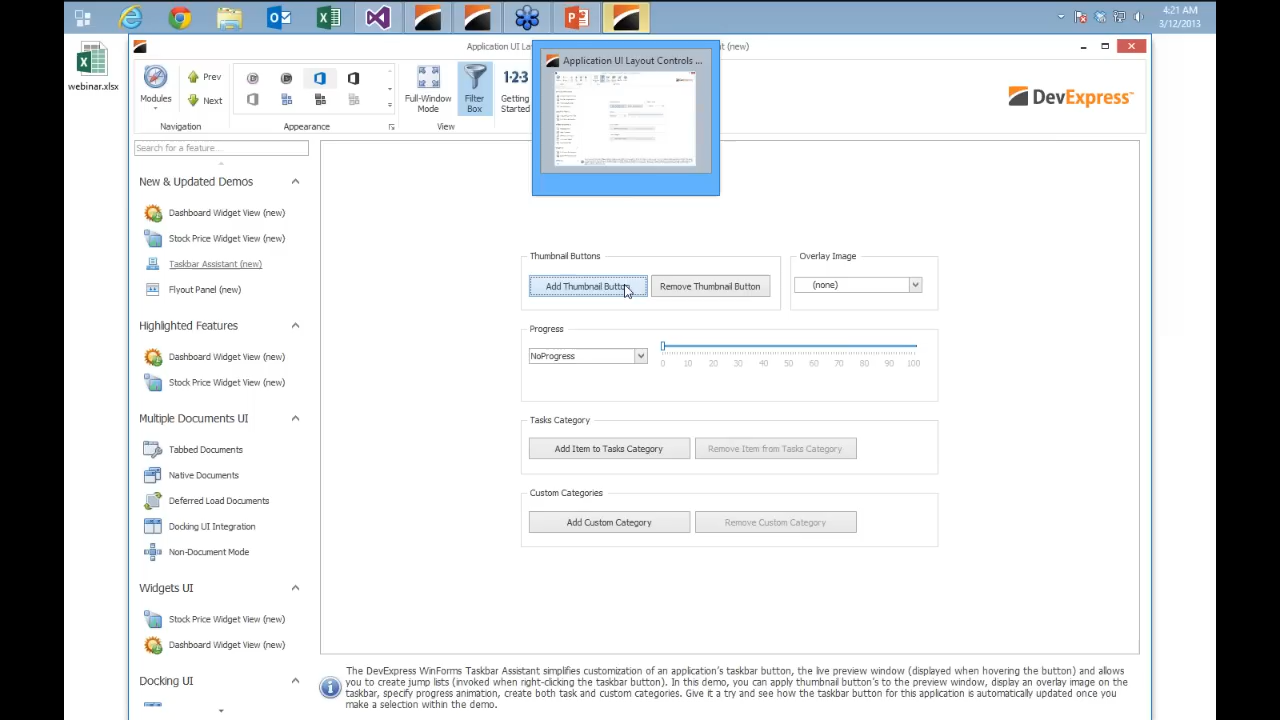 4:21 AM
3/12/2013
webinar.xlsx
Application UI La
nt (new)
Application UI Layout Controls ...
Modules
Prev
Next
Navigation
Appearance
Full-Window
Mode
Filter
Box
View
1·2·3
Getting
Started
DevExpress™
Search for a feature...
New & Updated Demos
Dashboard Widget View (new)
Stock Price Widget View (new)
Taskbar Assistant (new)
Flyout Panel (new)
Highlighted Features
Dashboard Widget View (new)
Stock Price Widget View (new)
Multiple Documents UI
Tabbed Documents
Native Documents
Deferred Load Documents
Docking UI Integration
Non-Document Mode
Widgets UI
Stock Price Widget View (new)
Dashboard Widget View (new)
Docking UI
Thumbnail Buttons
Add Thumbnail Button
Remove Thumbnail Button
Overlay Image
(none)
Progress
NoProgress
0 10 20 30 40 50 60 70 80 90 100
Tasks Category
Add Item to Tasks Category
Remove Item from Tasks Category
Custom Categories
Add Custom Category
Remove Custom Category
The DevExpress WinForms Taskbar Assistant simplifies customization of an application's taskbar button, the live preview window (displayed when hovering the button) and allows
you to create jump lists (invoked when right-clicking the taskbar button). In this demo, you can apply thumbnail button's to the preview window, display an overlay image on the
taskbar, specify progress animation, create both task and custom categories. Give it a try and see how the taskbar button for this application is automatically updated once you
make a selection within the demo.